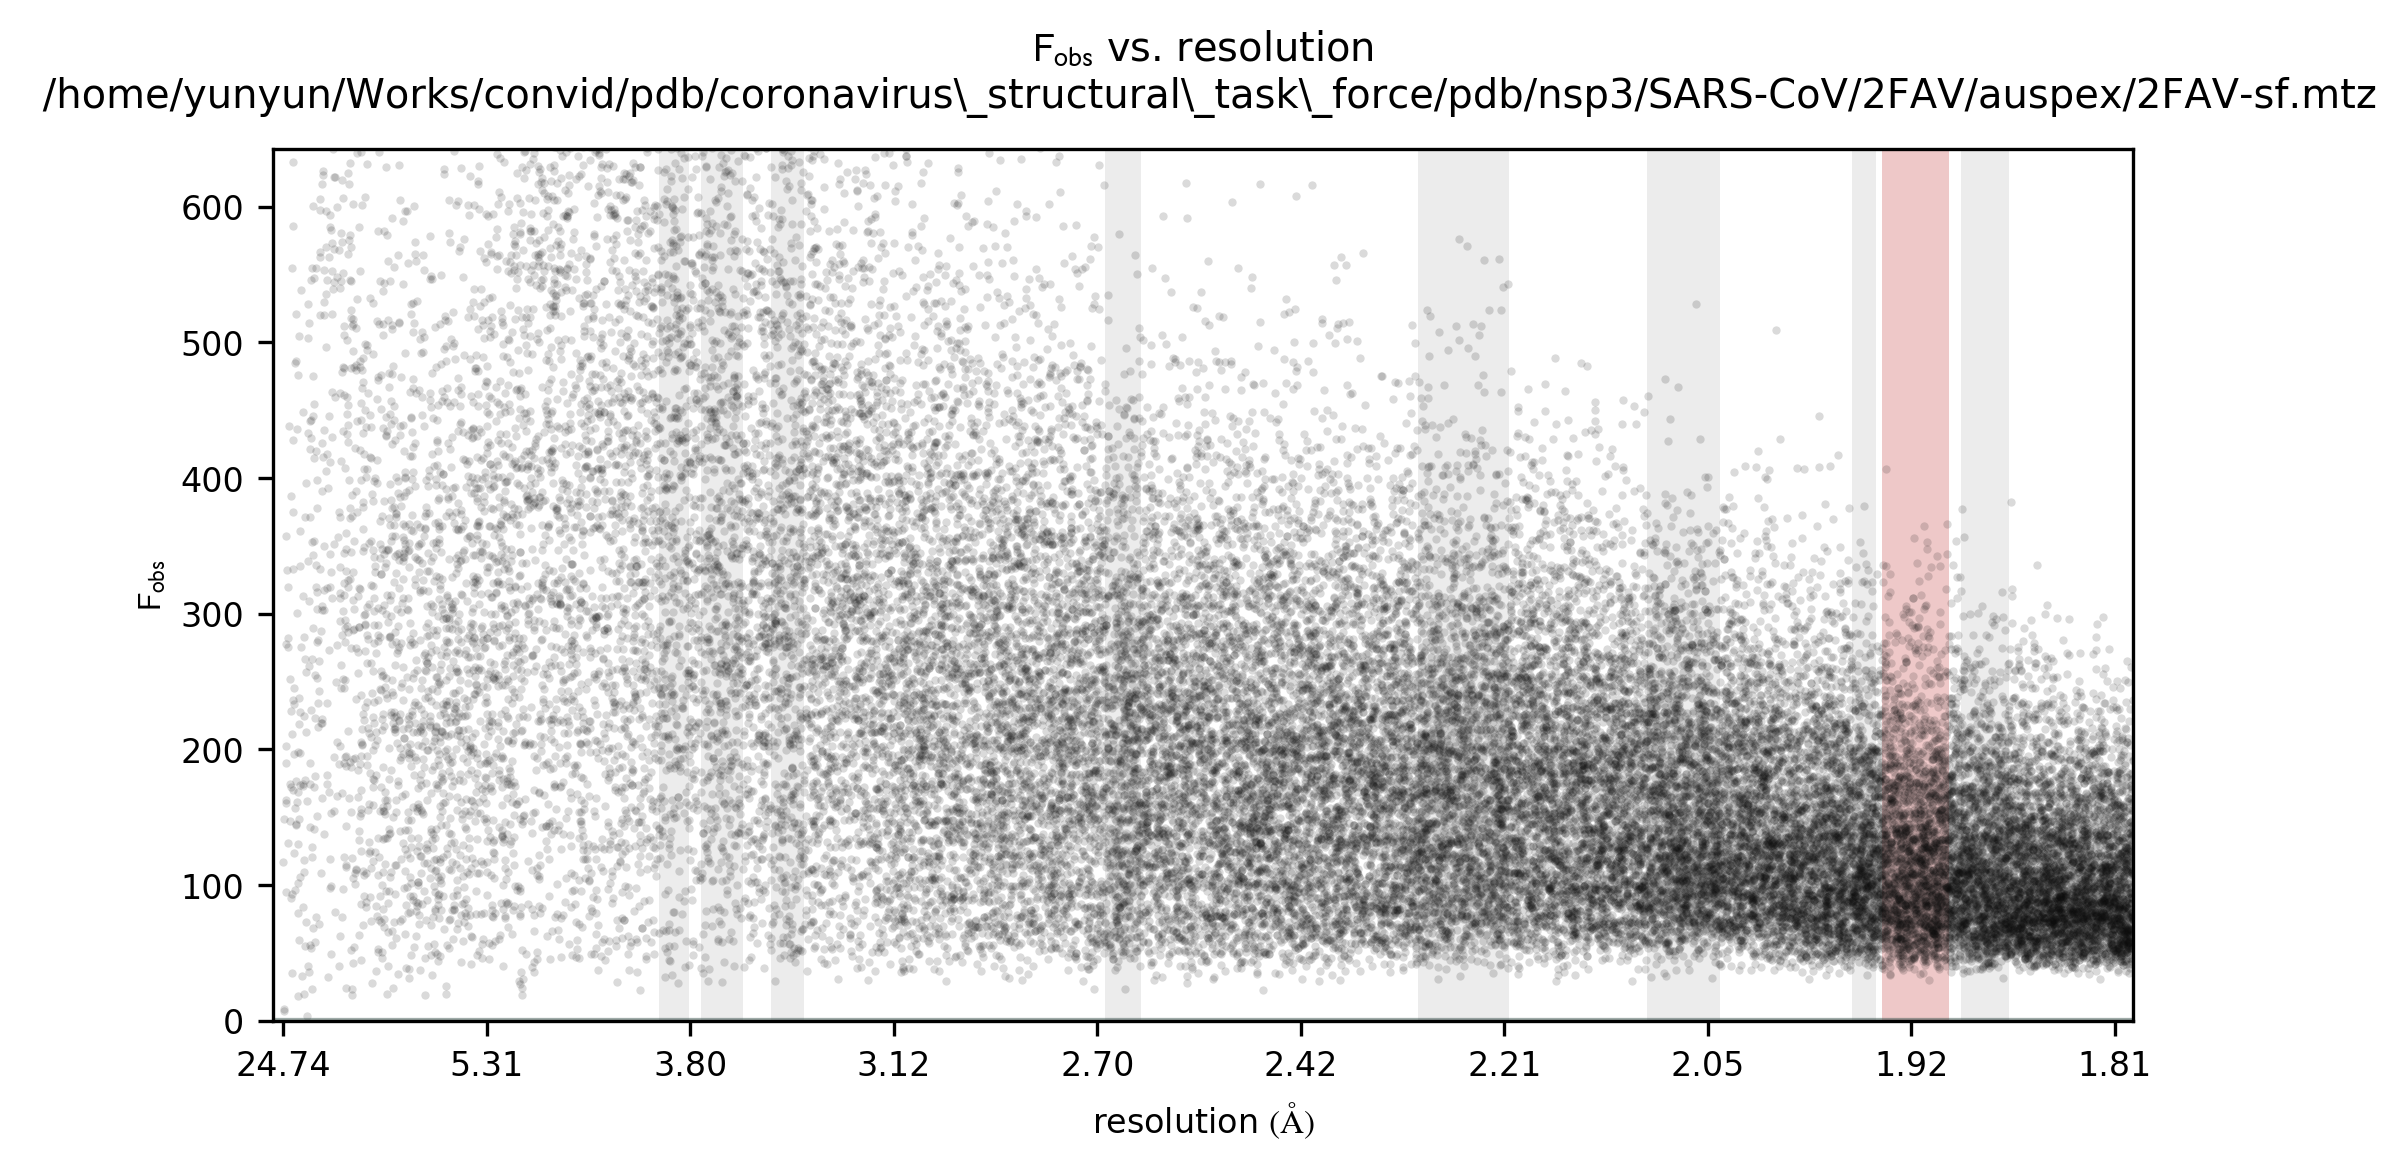 F_obs vs. resolution
/home/yunyun/Works/convid/pdb/coronavirus\_structural\_task\_force/pdb/nsp3/SARS-CoV/2FAV/auspex/2FAV-sf.mtz
600
500
400
300
200
100
0
F_obs
24.74 5.31 3.80 3.12 2.70 2.42 2.21 2.05 1.92 1.81
resolution (Å)